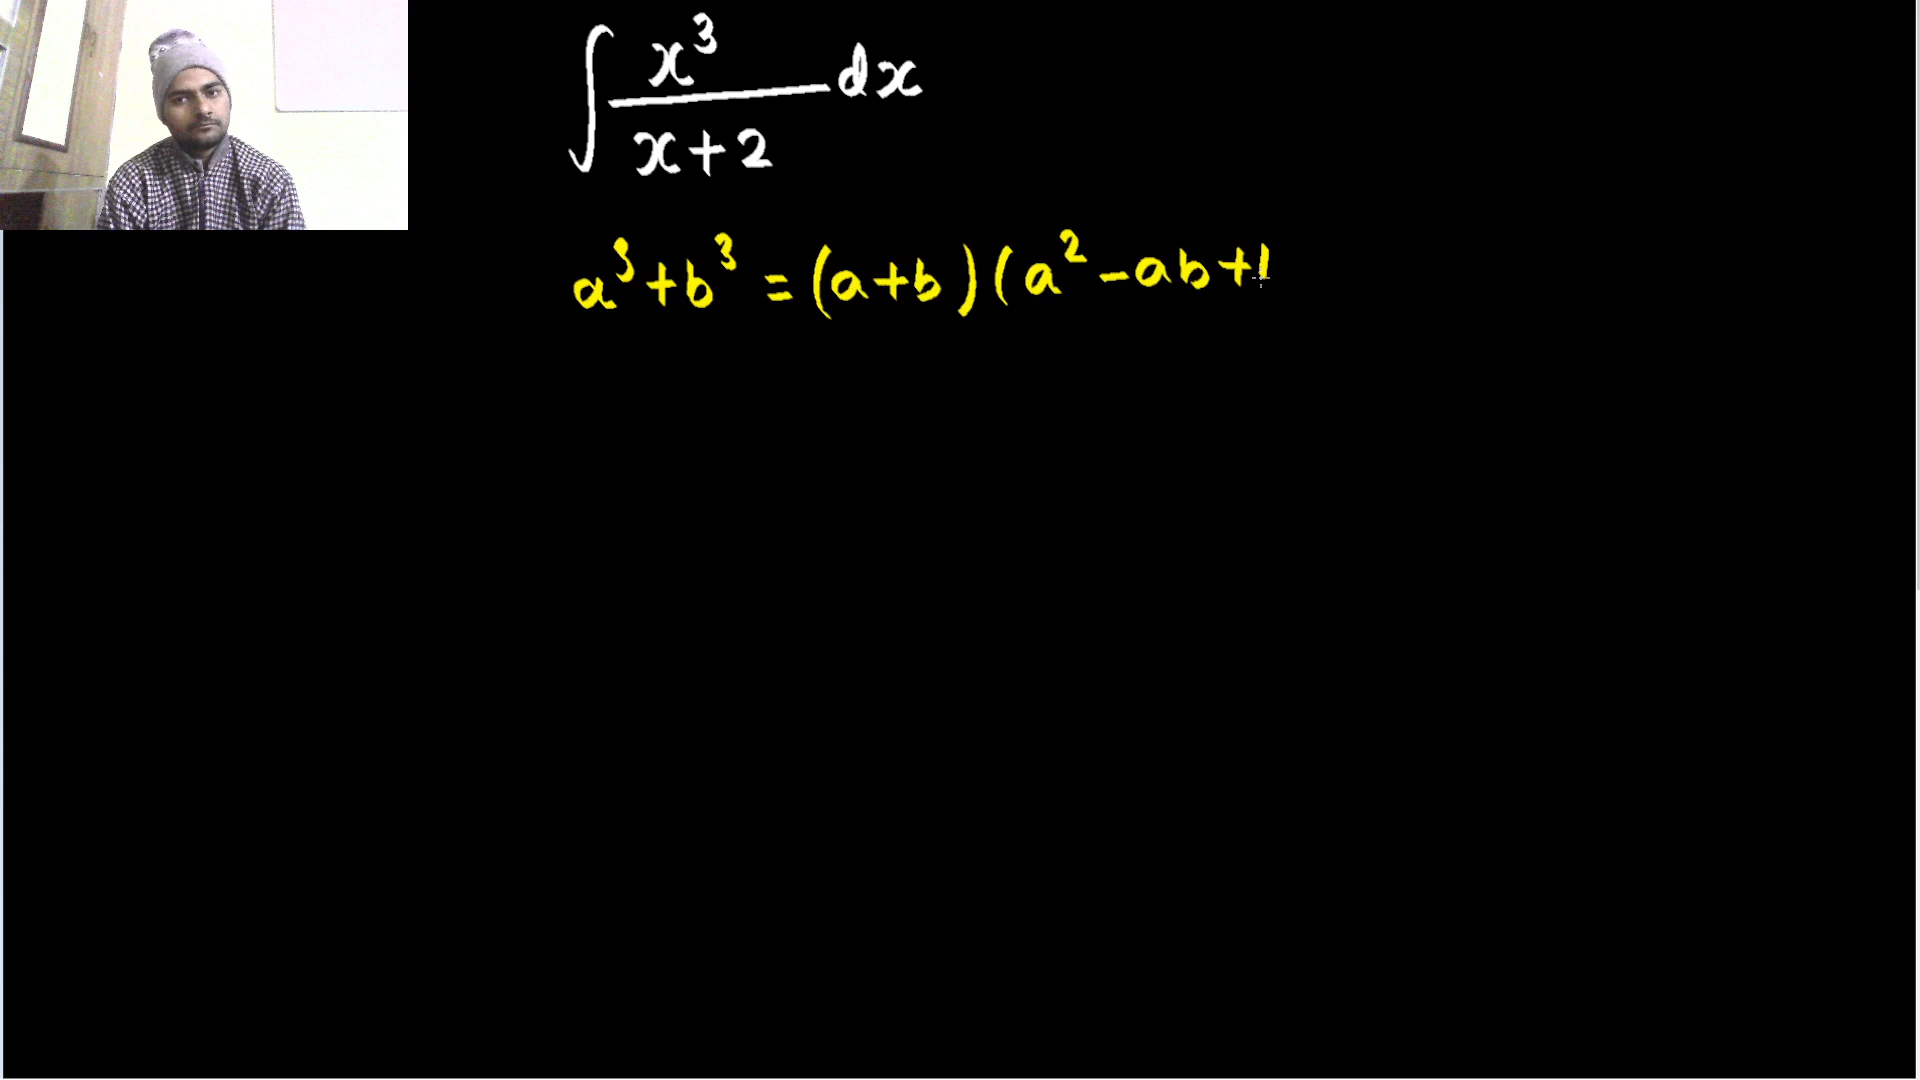 ∫ x³/(x+2) dx
a³+b³ = (a+b)(a²-ab+